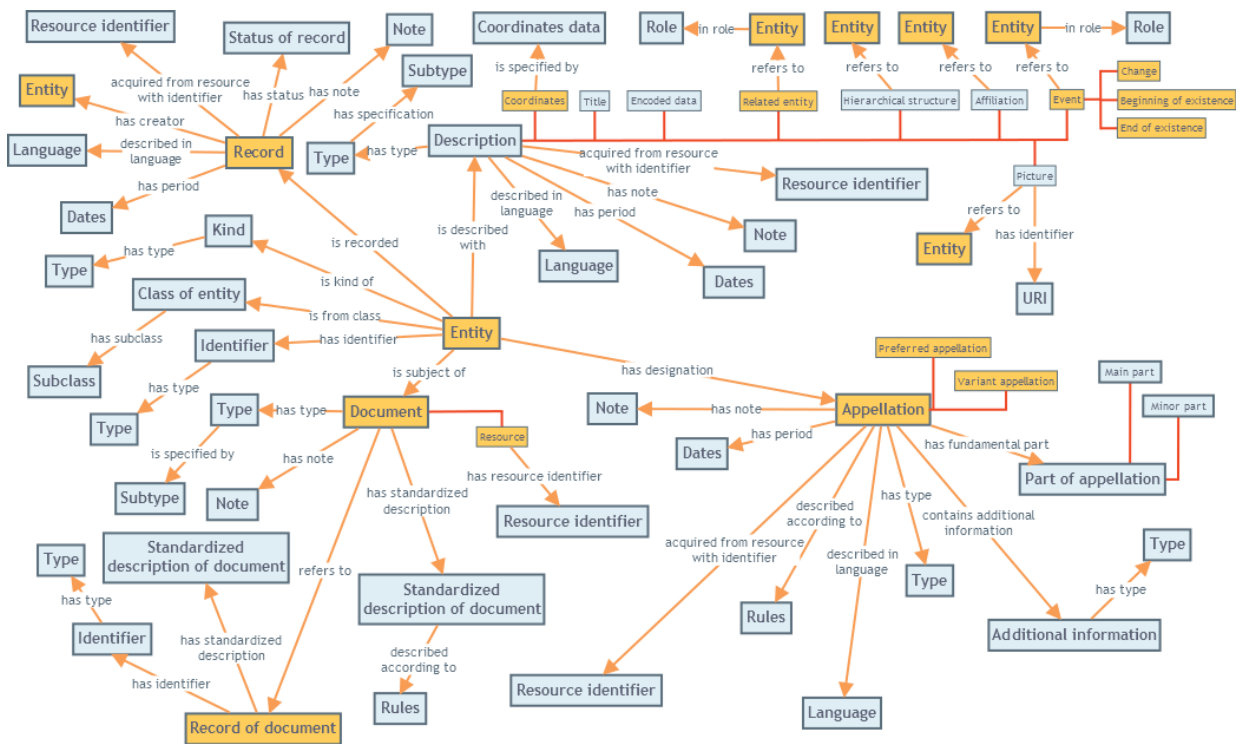 Resource identifier
Status of record
Note
Coordinates data
Role
in role
Entity
Entity
Entity
Entity
in role
Role
acquired from resource
with identifier
Subtype
is specified by
refers to
refers to
refers to
refers to
Change
Entity
has status
has note
Coordinates
Title
Encoded data
Related entity
Hierarchical structure
Affiliation
Event
Beginning of existence
has creator
has specification
End of existence
Language
described in
language
Record
Type
has type
Description
acquired from resource
with identifier
Picture
Resource identifier
has period
described in
language
has note
has period
refers to
Dates
Kind
is recorded
is described
with
Note
Entity
has identifier
has type
Type
Language
Dates
is kind of
URI
Class of entity
is from class
Entity
has subclass
Identifier
has identifier
Preferred appellation
Subclass
is subject of
has designation
Variant appellation
Main part
has type
Type
has type
Document
Note
has note
Appellation
Minor part
Type
Resource
has period
has fundamental part
is specified by
has note
Dates
has resource identifier
Part of appellation
Subtype
Note
has standardized
description
has type
described
according to
contains additional
information
Resource identifier
Standardized
description of document
acquired from resource
with identifier
described in
language
Type
Type
refers to
Type
has type
Standardized
description of document
Rules
has type
Identifier
has standardized
description
Additional information
described
according to
has identifier
Resource identifier
Rules
Language
Record of document